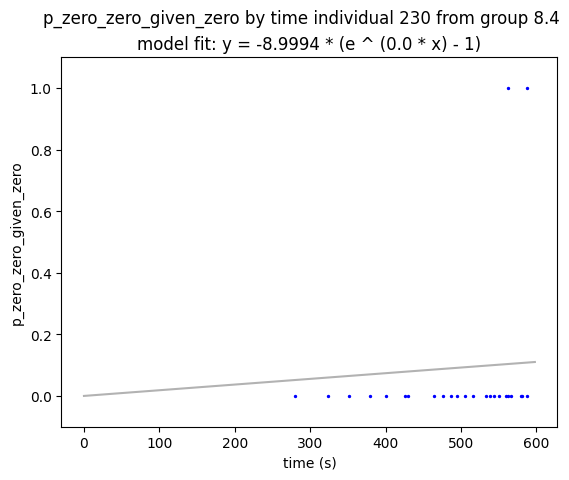 p_zero_zero_given_zero by time individual 230 from group 8.4
model fit: y = -8.9994 * (e ^ (0.0 * x) - 1)
1.0
0.8
0.6
0.4
0.2
0.0
p_zero_zero_given_zero
0 100 200 300 400 500 600
time (s)